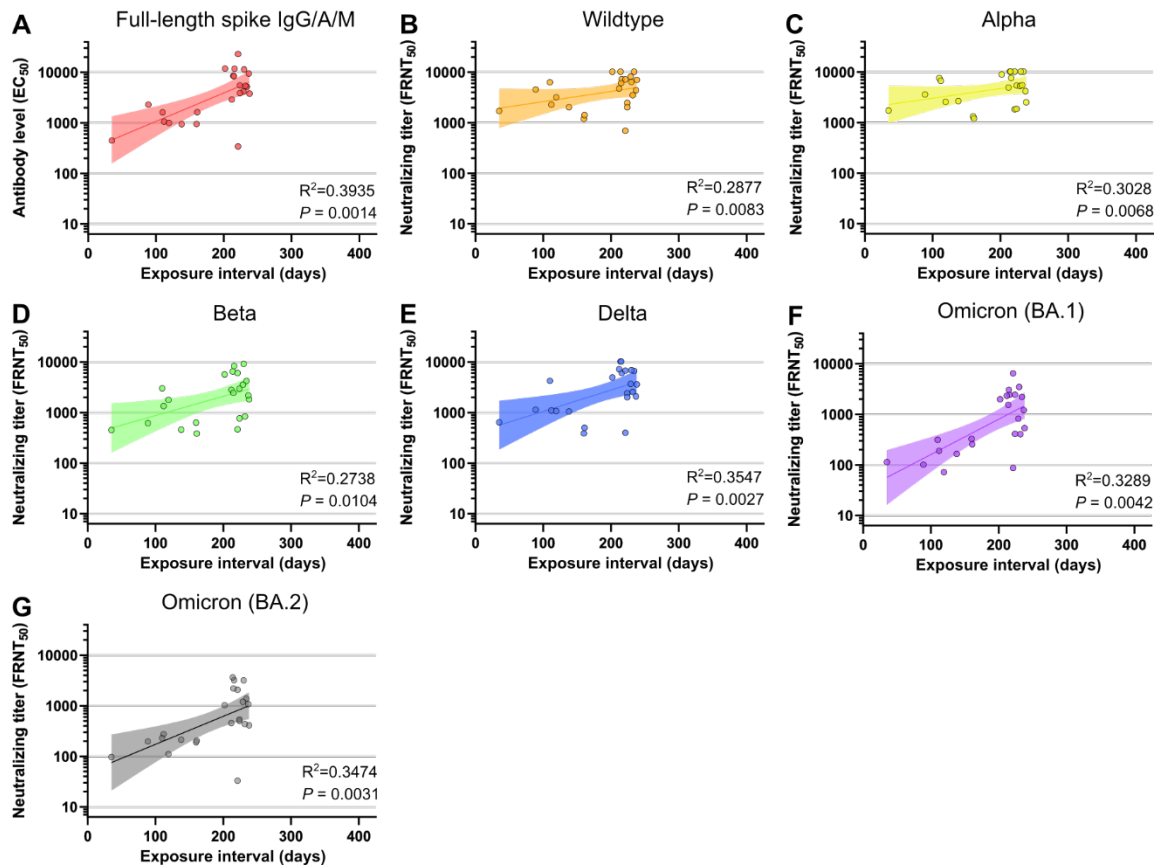 A Full-length spike IgG/A/M
Antibody level (EC50)
10000
1000
100
10
R²=0.3935
P = 0.0014
0 100 200 300 400
Exposure interval (days)
B Wildtype
Neutralizing titer (FRNT50)
10000
1000
100
10
R²=0.2877
P = 0.0083
0 100 200 300 400
Exposure interval (days)
C Alpha
Neutralizing titer (FRNT50)
10000
1000
100
10
R²=0.3028
P = 0.0068
0 100 200 300 400
Exposure interval (days)
D Beta
Neutralizing titer (FRNT50)
10000
1000
100
10
R²=0.2738
P = 0.0104
0 100 200 300 400
Exposure interval (days)
E Delta
Neutralizing titer (FRNT50)
10000
1000
100
10
R²=0.3547
P = 0.0027
0 100 200 300 400
Exposure interval (days)
F Omicron (BA.1)
Neutralizing titer (FRNT50)
10000
1000
100
10
R²=0.3289
P = 0.0042
0 100 200 300 400
Exposure interval (days)
G Omicron (BA.2)
Neutralizing titer (FRNT50)
10000
1000
100
10
R²=0.3474
P = 0.0031
0 100 200 300 400
Exposure interval (days)